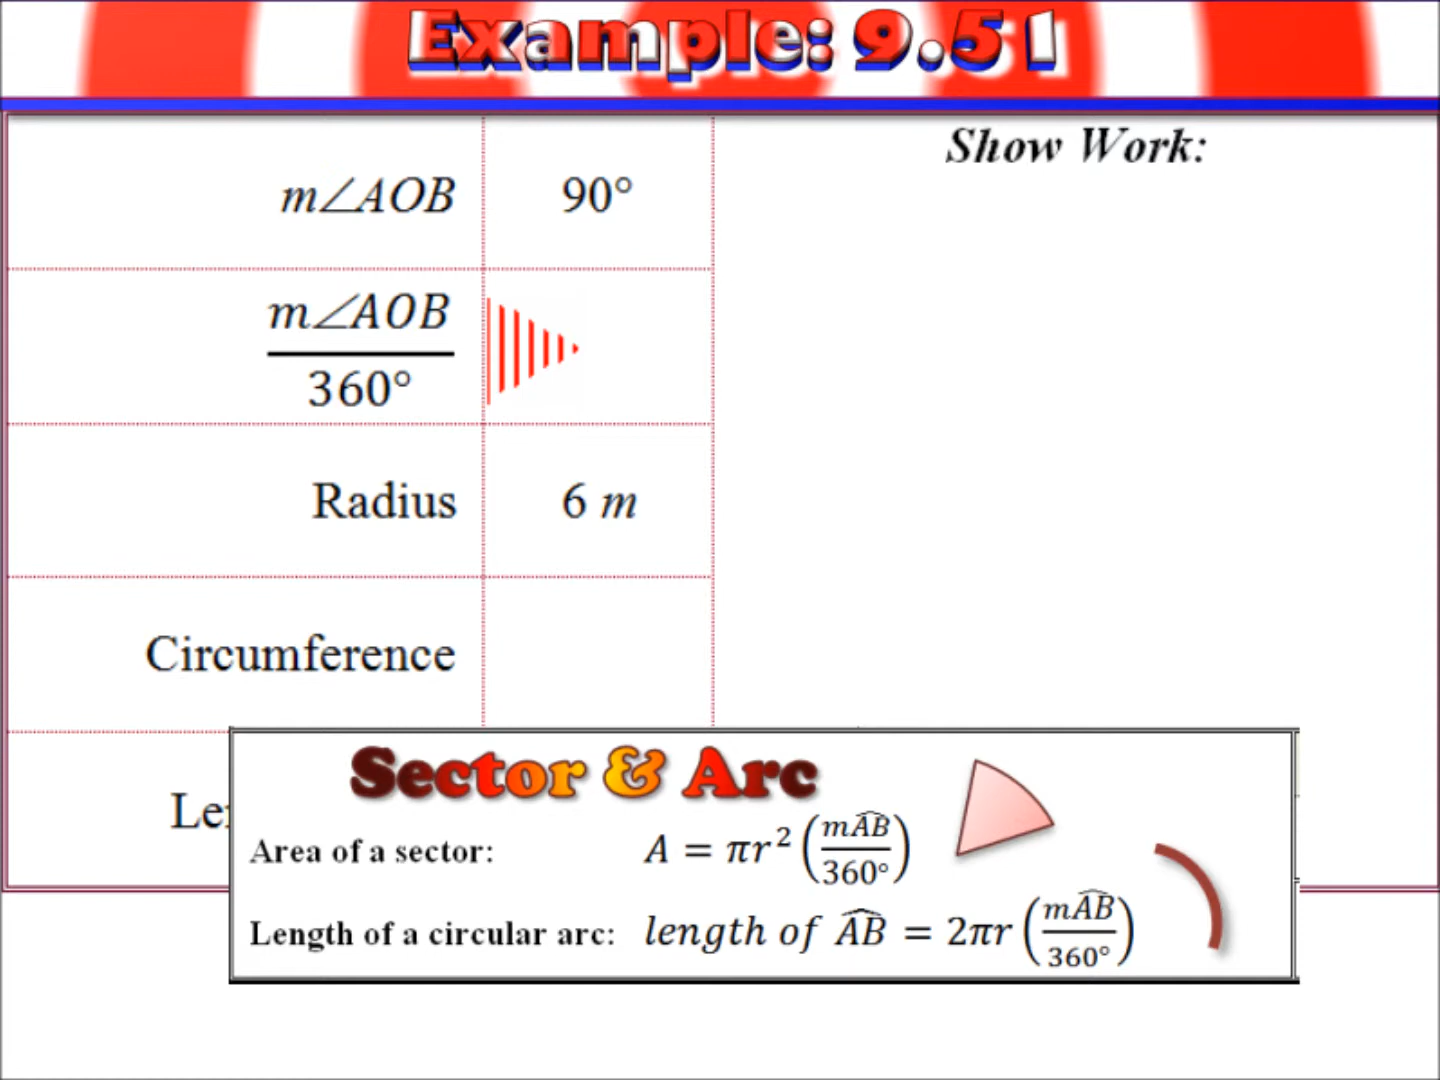 Example: 9.51
Show Work:
m∠AOB 90°
m∠AOB
360°
Radius 6 m
Circumference
Sector & Arc
Area of a sector: A = πr² (mAB͡/360°)
Length of a circular arc: length of AB͡ = 2πr (mAB͡/360°)